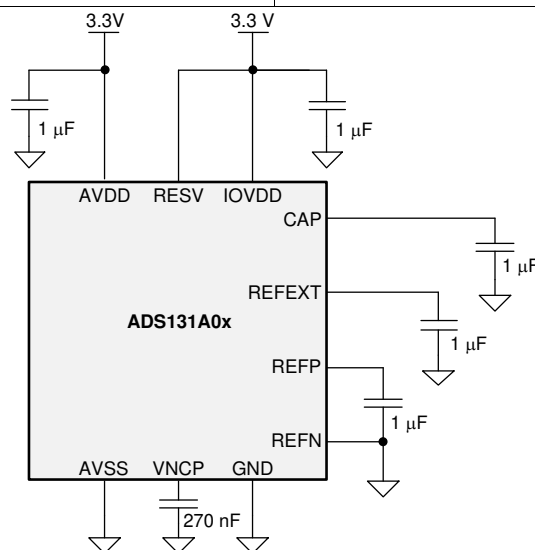 3.3V
3.3 V
1 μF
1 μF
AVDD
RESV
IOVDD
CAP
1 μF
REFEXT
ADS131A0x
1 μF
REFP
1 μF
REFN
AVSS
VNCP
GND
270 nF